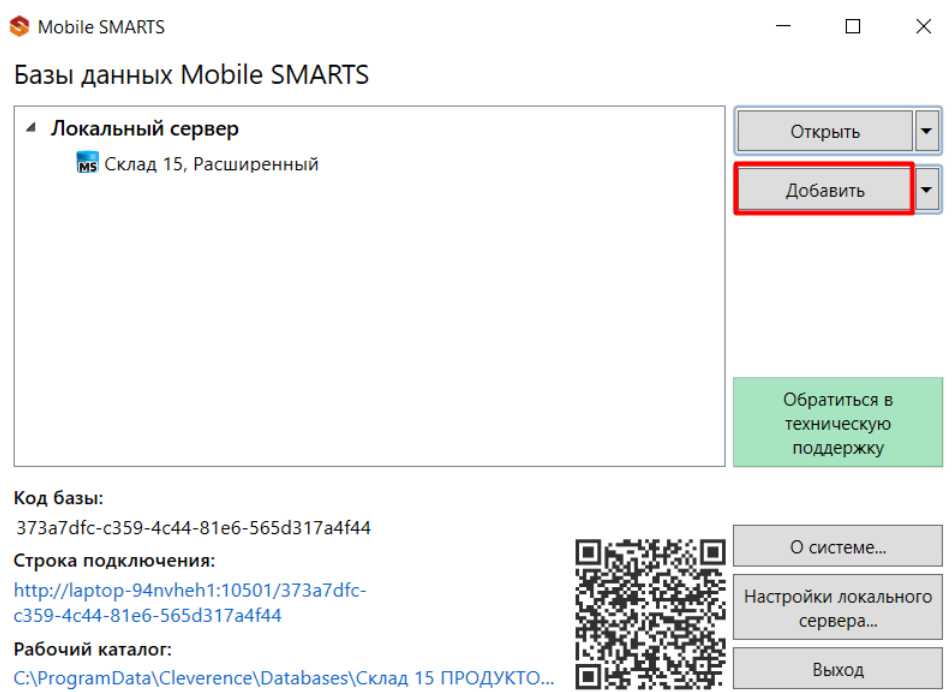 Mobile SMARTS
Базы данных Mobile SMARTS
Локальный сервер
MS Склад 15, Расширенный
Открыть
Добавить
Обратиться в
техническую
поддержку
Код базы:
373a7dfc-c359-4c44-81e6-565d317a4f44
Строка подключения:
http://laptop-94nvheh1:10501/373a7dfc-
c359-4c44-81e6-565d317a4f44
Рабочий каталог:
C:\ProgramData\Cleverence\Databases\Склад 15 ПРОДУКТО...
О системе...
Настройки локального
сервера...
Выход